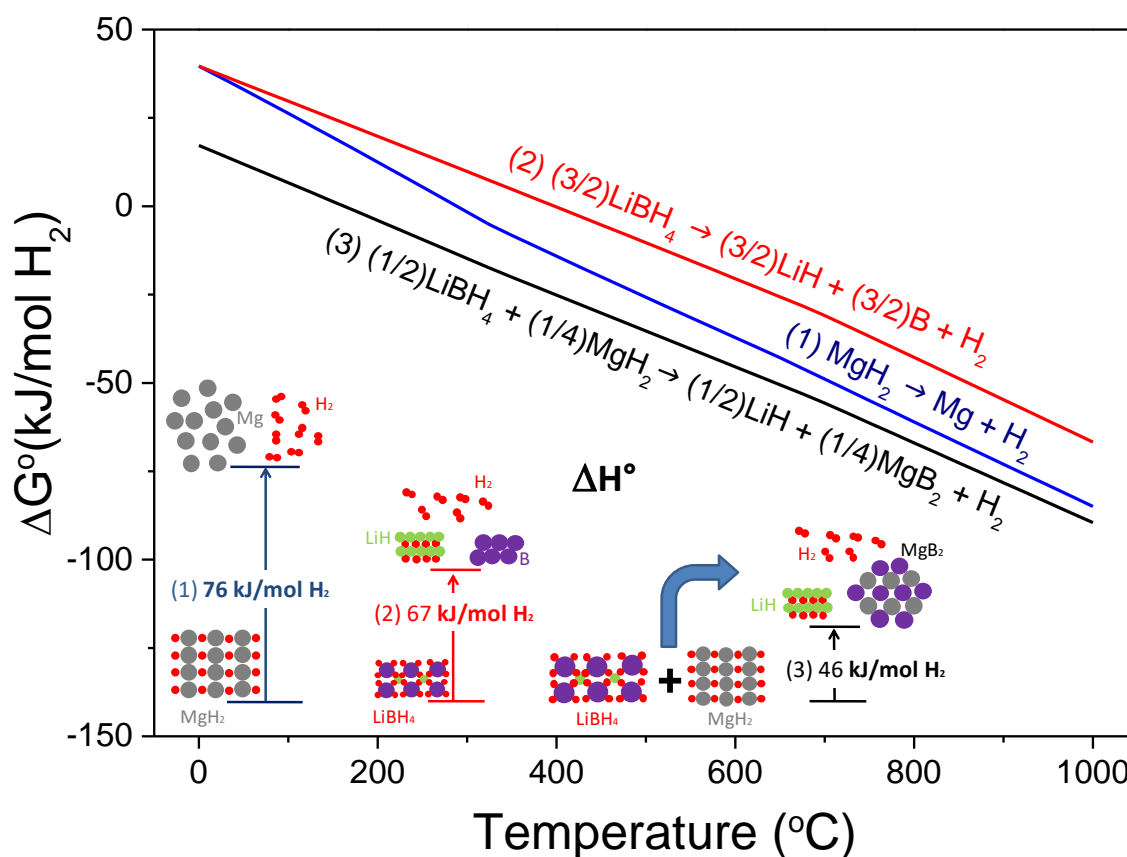 50
0
-50
-100
-150
ΔG°(kJ/mol H₂)
(2) (3/2)LiBH₄ → (3/2)LiH + (3/2)B + H₂
(1) MgH₂ → Mg + H₂
(3) (1/2)LiBH₄ + (1/4)MgH₂ → (1/2)LiH + (1/4)MgB₂ + H₂
Mg
H₂
(1) 76 kJ/mol H₂
MgH₂
H₂
LiH
B
(2) 67 kJ/mol H₂
LiBH₄
ΔH°
LiBH₄
+
MgH₂
H₂
MgB₂
LiH
(3) 46 kJ/mol H₂
0 200 400 600 800 1000
Temperature (°C)